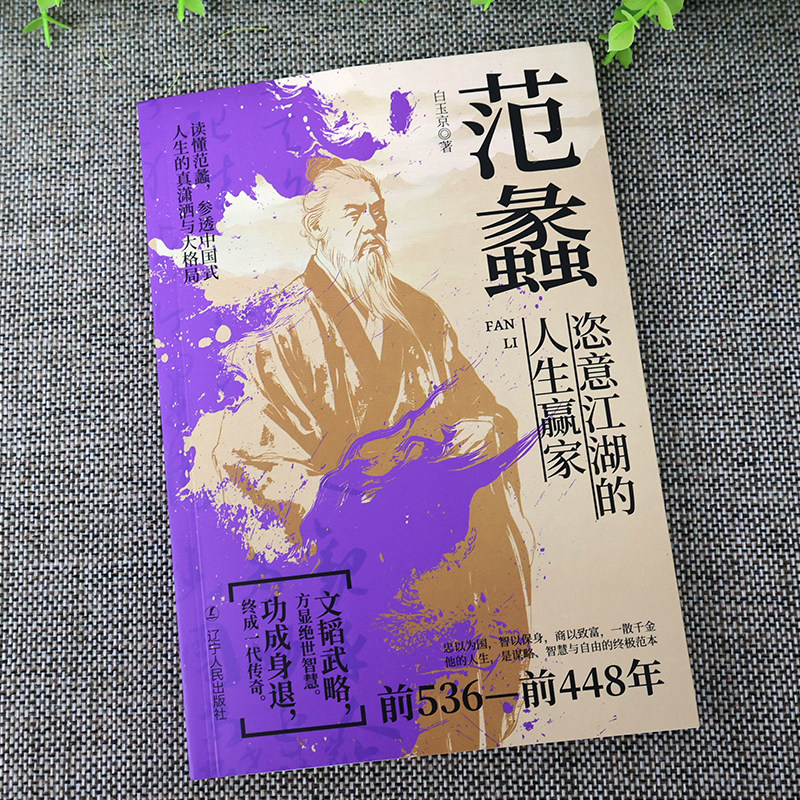 范蠡
FAN
LI
白玉京◎著
恣意江湖的
人生赢家
读懂范蠡，参透中国式
人生的真潇洒与大格局
文韬武略，
方显绝世智慧。
功成身退，
终成一代传奇。
忠以为国，智以保身，商以致富，一散千金
他的人生，是谋略、智慧与自由的终极范本
前536—前448年
辽宁人民出版社